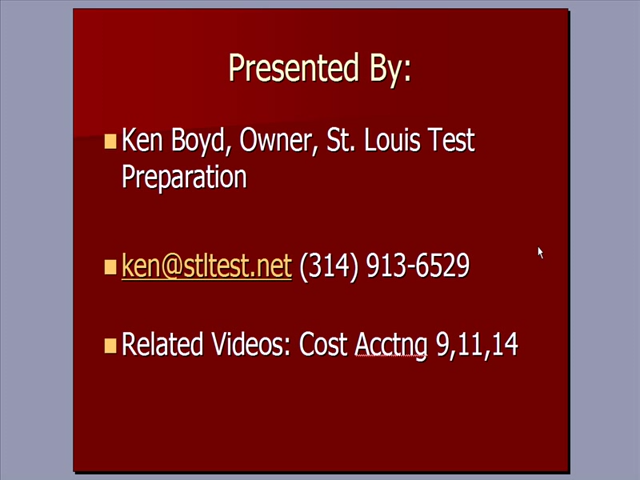 Presented By:
Ken Boyd, Owner, St. Louis Test
Preparation
ken@stltest.net (314) 913-6529
Related Videos: Cost Acctng 9,11,14